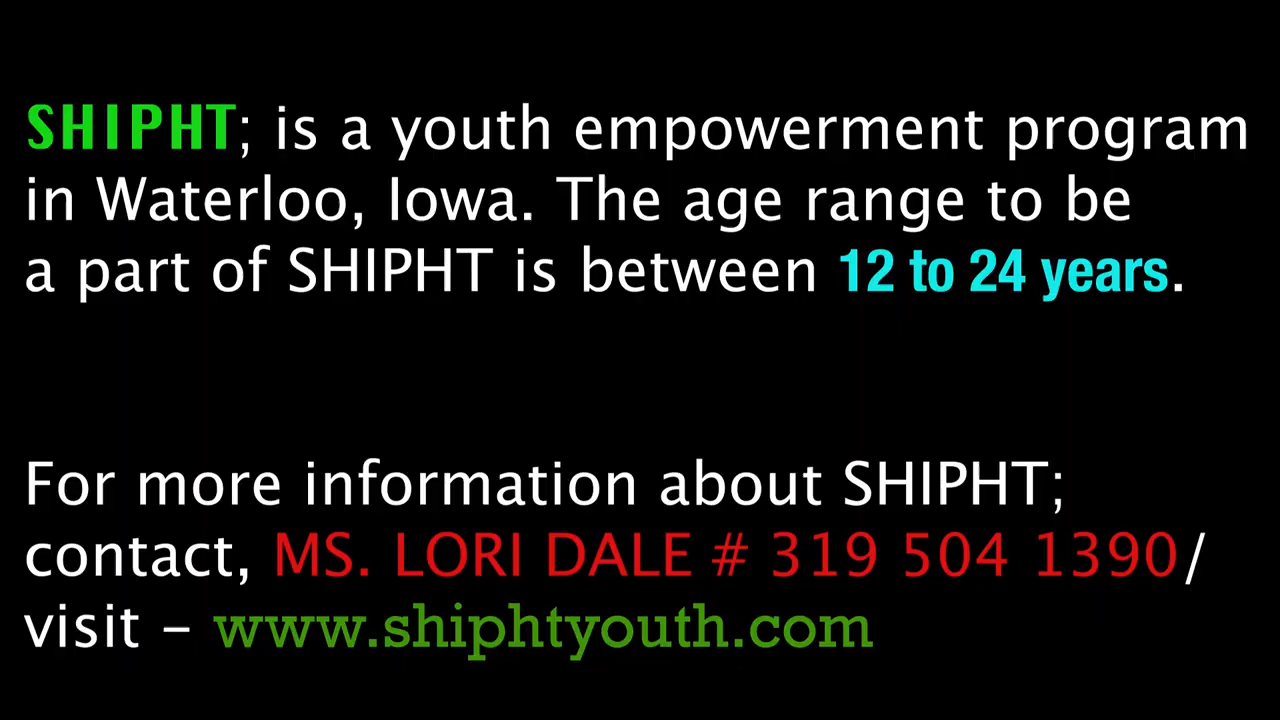 SHIPHT; is a youth empowerment program
in Waterloo, Iowa. The age range to be
a part of SHIPHT is between 12 to 24 years.
For more information about SHIPHT;
contact, MS. LORI DALE # 319 504 1390/
visit – www.shiphtyouth.com